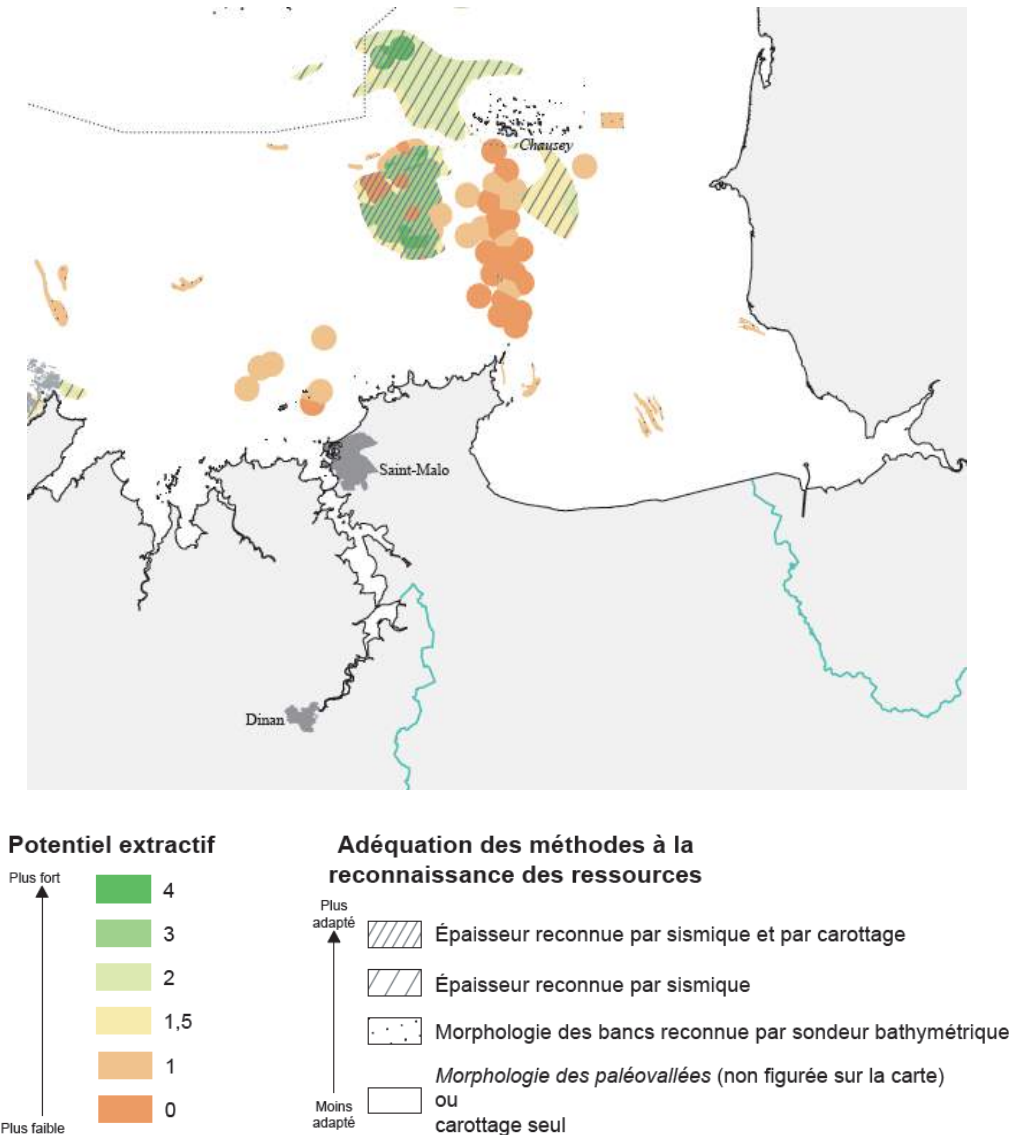 Chausey
Saint-Malo
Dinan
Potentiel extractif
Plus fort
4
3
2
1,5
1
0
Plus faible
Adéquation des méthodes à la
reconnaissance des ressources
Plus
adapté
Épaisseur reconnue par sismique et par carottage
Épaisseur reconnue par sismique
Morphologie des bancs reconnue par sondeur bathymétrique
Morphologie des paléovallées (non figurée sur la carte)
ou
carottage seul
Moins
adapté